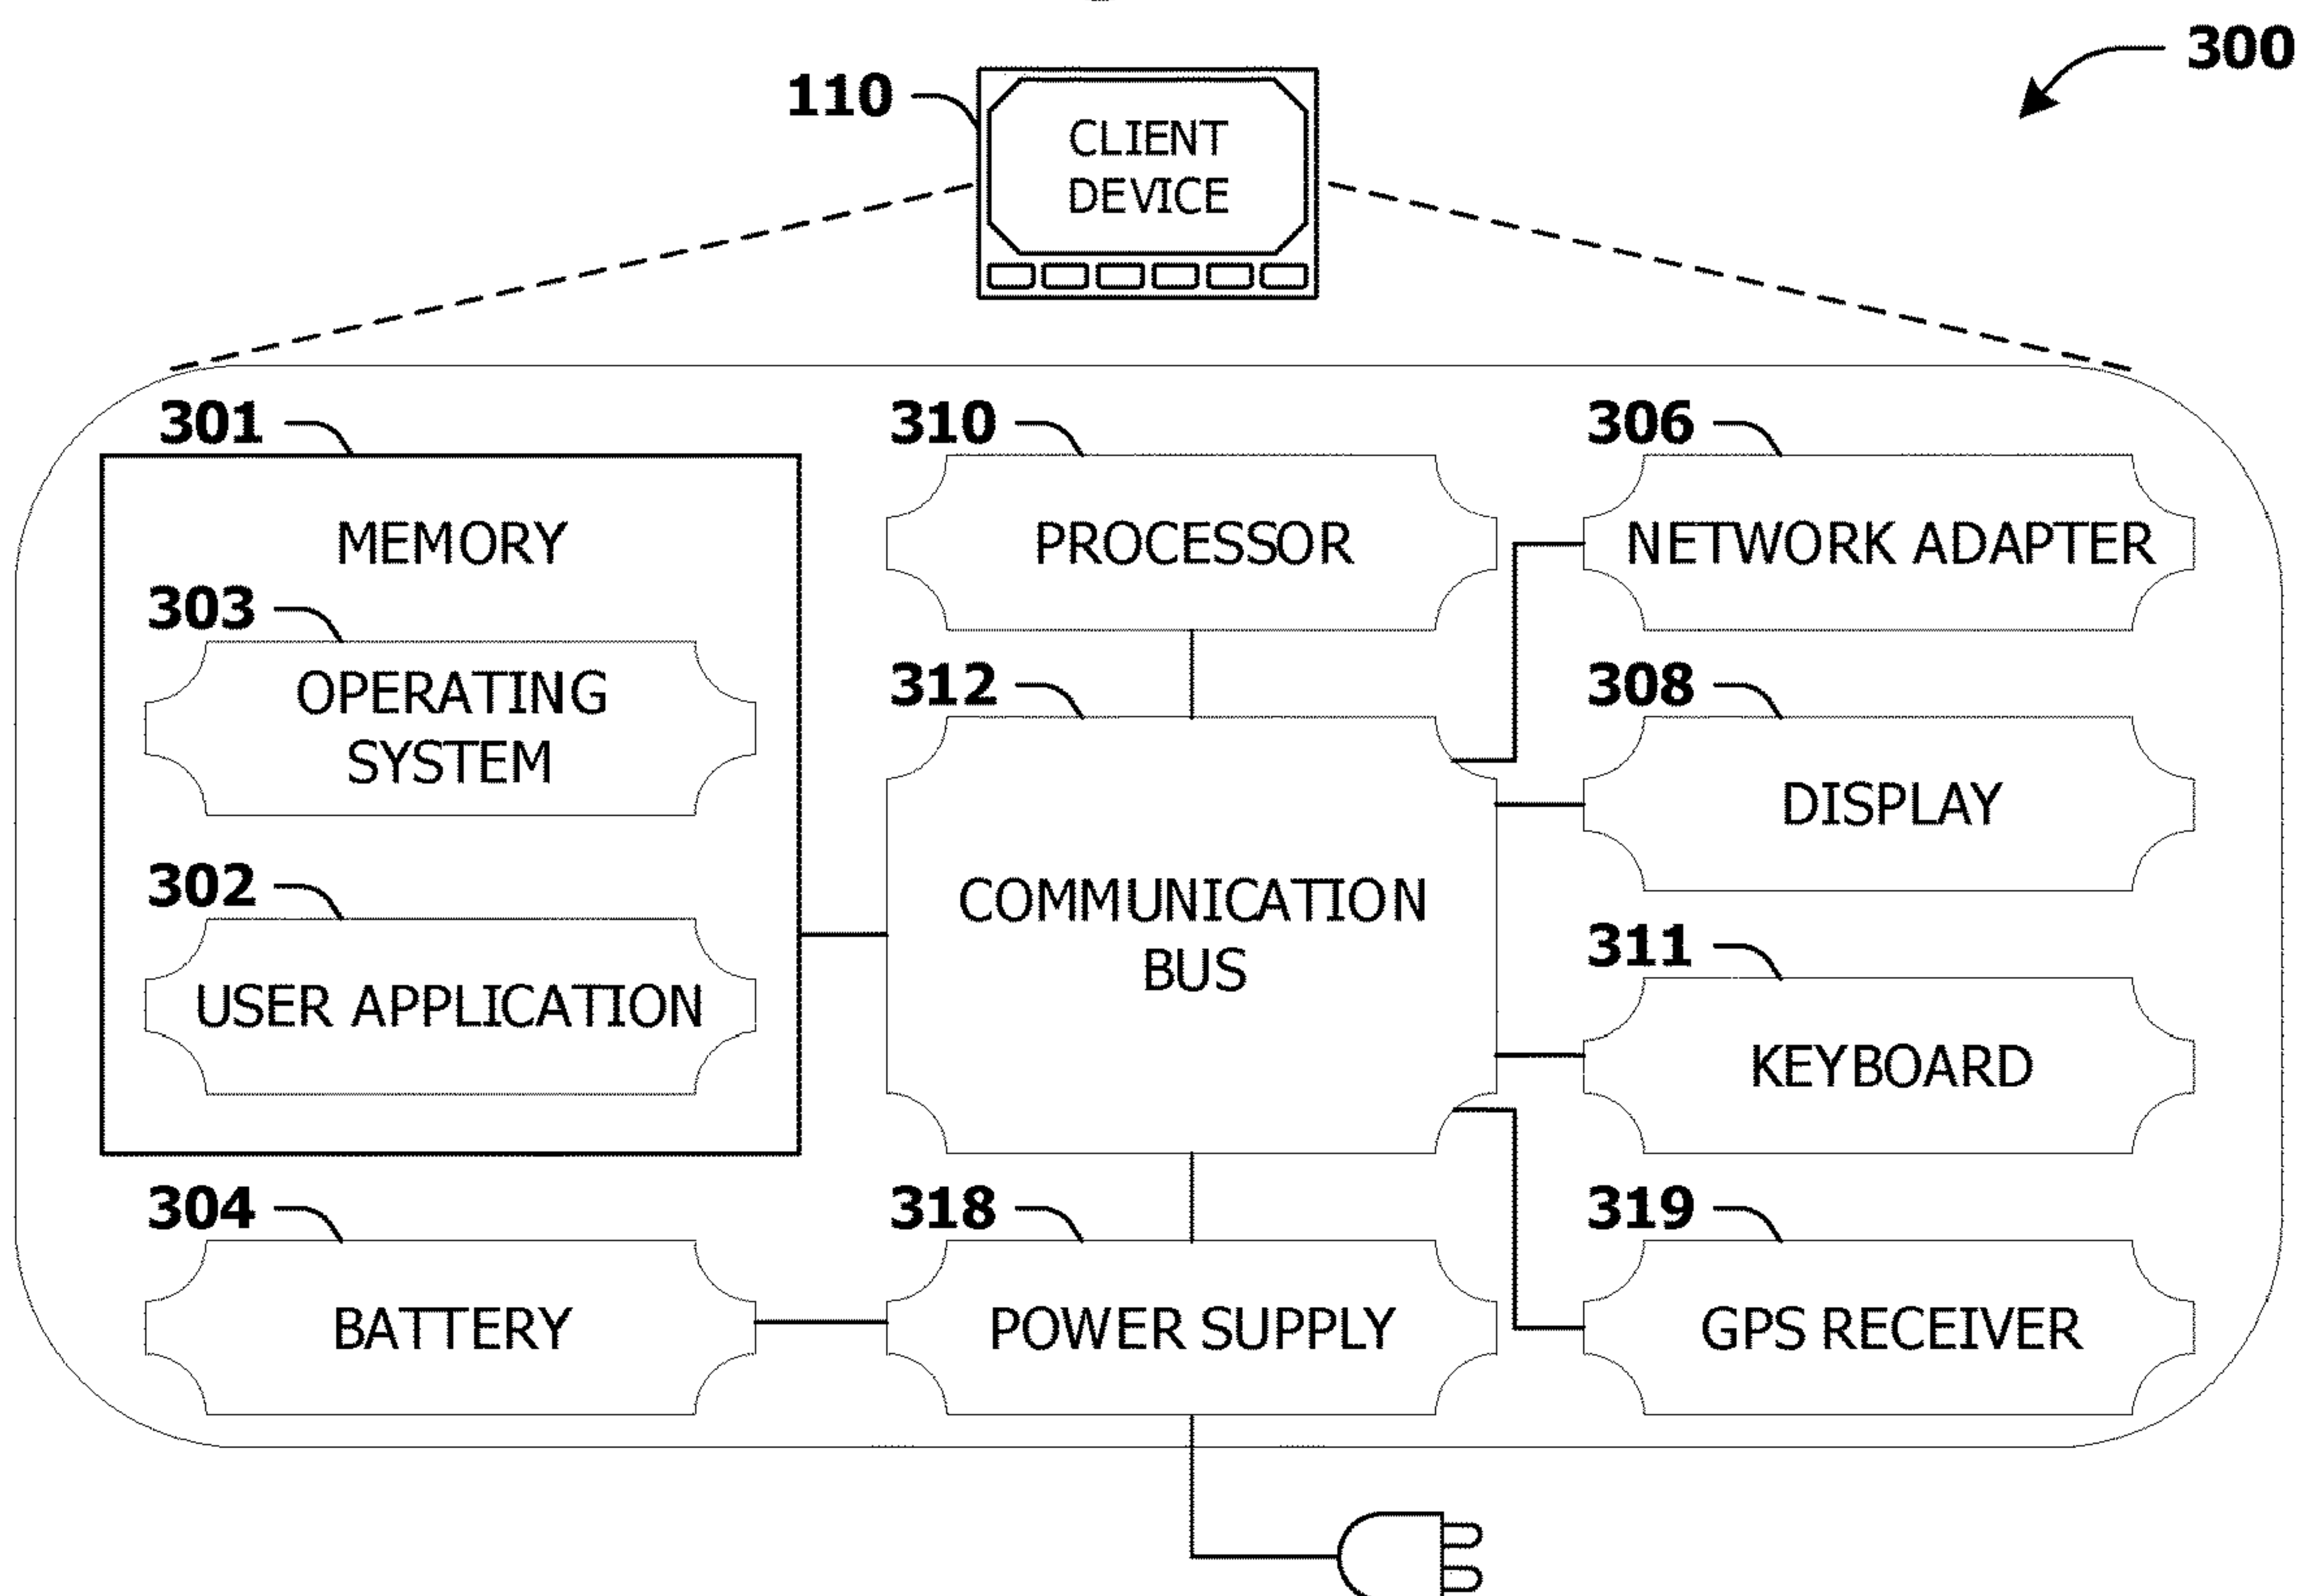 300
110
CLIENT
DEVICE
301
310
306
MEMORY
PROCESSOR
NETWORK ADAPTER
303
OPERATING
SYSTEM
312
308
DISPLAY
302
USER APPLICATION
COMMUNICATION
BUS
311
KEYBOARD
304
318
319
BATTERY
POWER SUPPLY
GPS RECEIVER